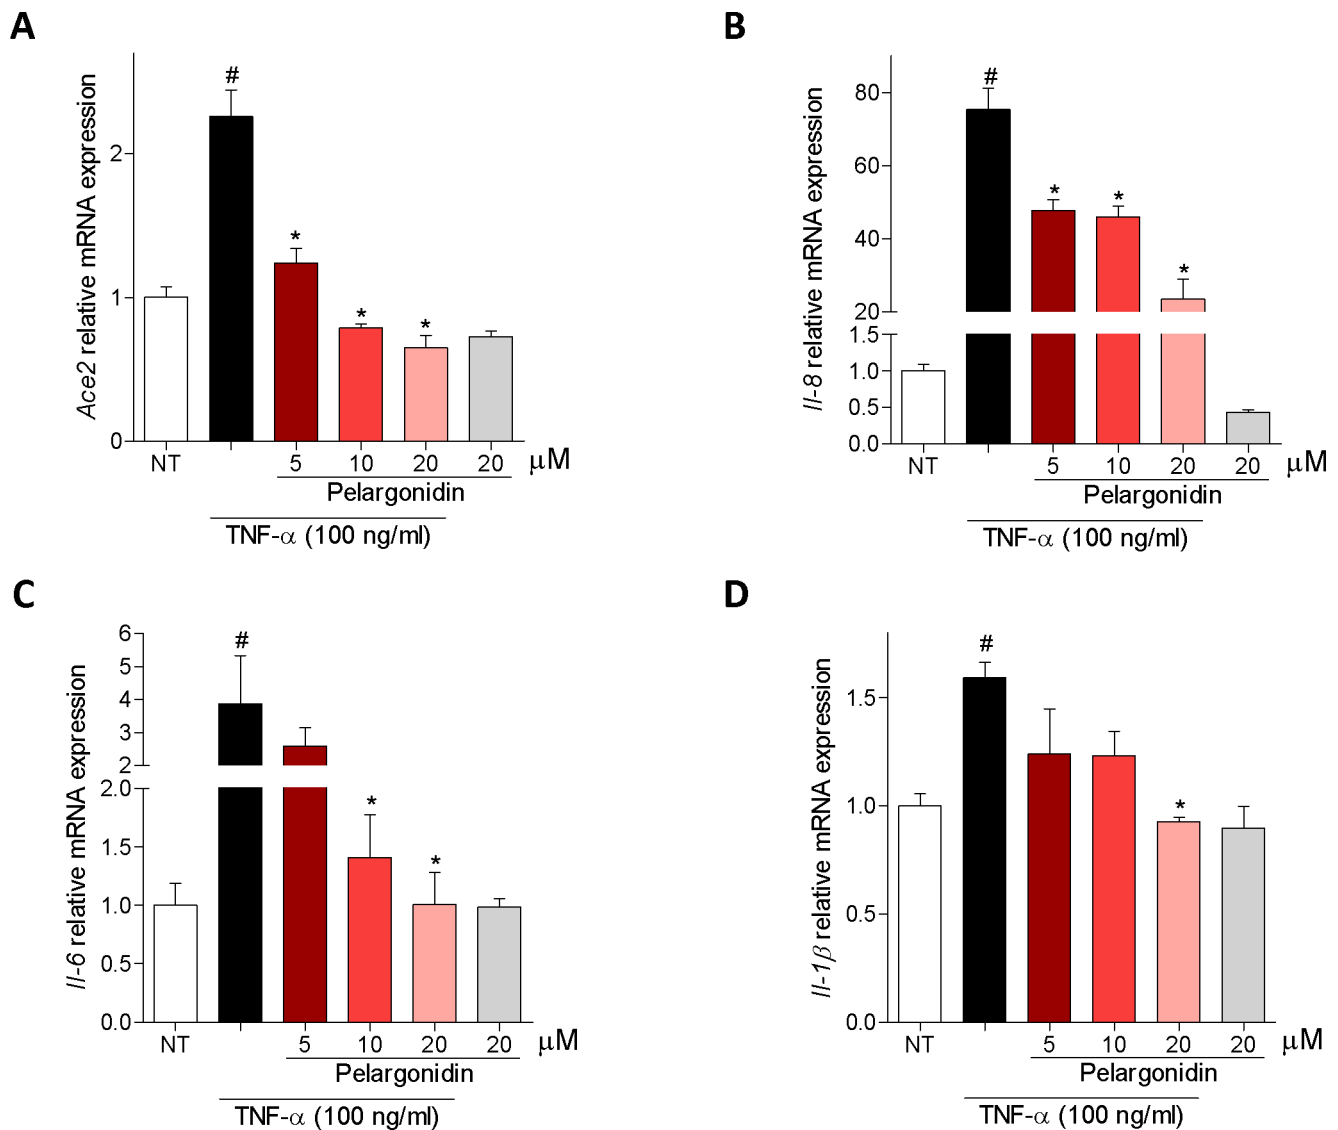 A
Ace2 relative mRNA expression
2
1
0
#
*
*
*
NT
5
10
20
20
μM
Pelargonidin
TNF-α (100 ng/ml)
B
Il-8 relative mRNA expression
80
60
40
20
1.5
1.0
0.5
0.0
#
*
*
*
NT
5
10
20
20
μM
Pelargonidin
TNF-α (100 ng/ml)
C
Il-6 relative mRNA expression
6
5
4
3
2
2.0
1.5
1.0
0.5
0.0
#
*
*
NT
5
10
20
20
μM
Pelargonidin
TNF-α (100 ng/ml)
D
Il-1β relative mRNA expression
1.5
1.0
0.5
0.0
#
*
NT
5
10
20
20
μM
Pelargonidin
TNF-α (100 ng/ml)